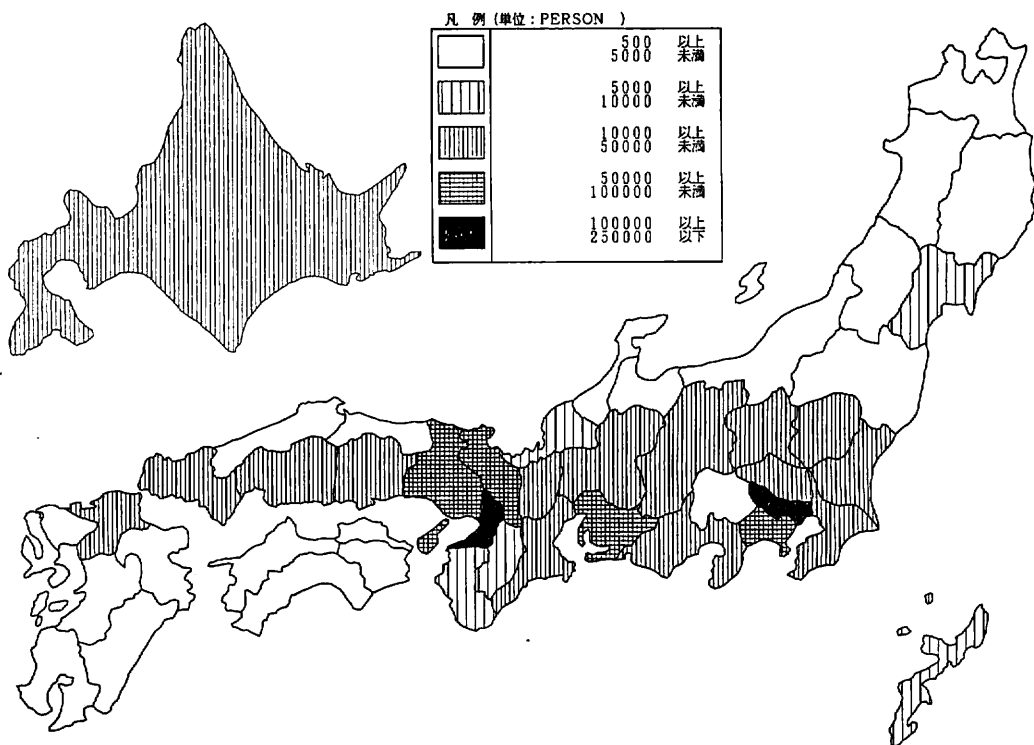 凡 例 (単位 : PERSON )
500 以上
5000 未満
5000 以上
10000 未満
10000 以上
50000 未満
50000 以上
100000 未満
100000 以上
250000 以下